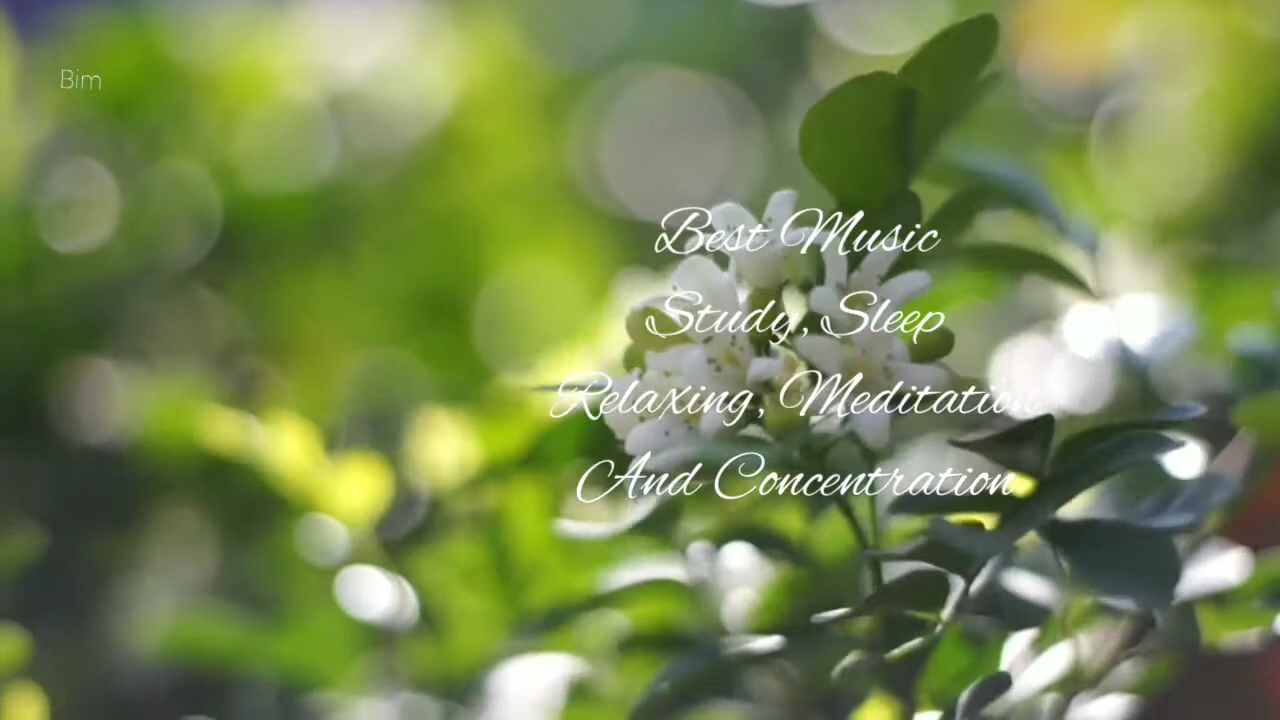 Bim
Best Music
Study, Sleep
Relaxing, Meditation
And Concentration